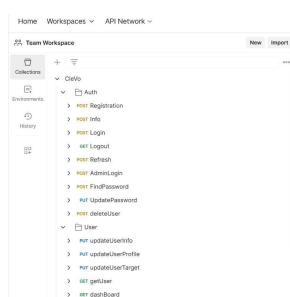 Home Workspaces API Network
Team Workspace New Import
Collections
Environments
History
CleVo
Auth
POST Registration
POST Info
POST Login
GET Logout
POST Refresh
POST AdminLogin
POST FindPassword
PUT UpdatePassword
POST deleteUser
User
PUT updateUserInfo
PUT updateUserProfile
PUT updateUserTarget
GET getUser
GET dashBoard